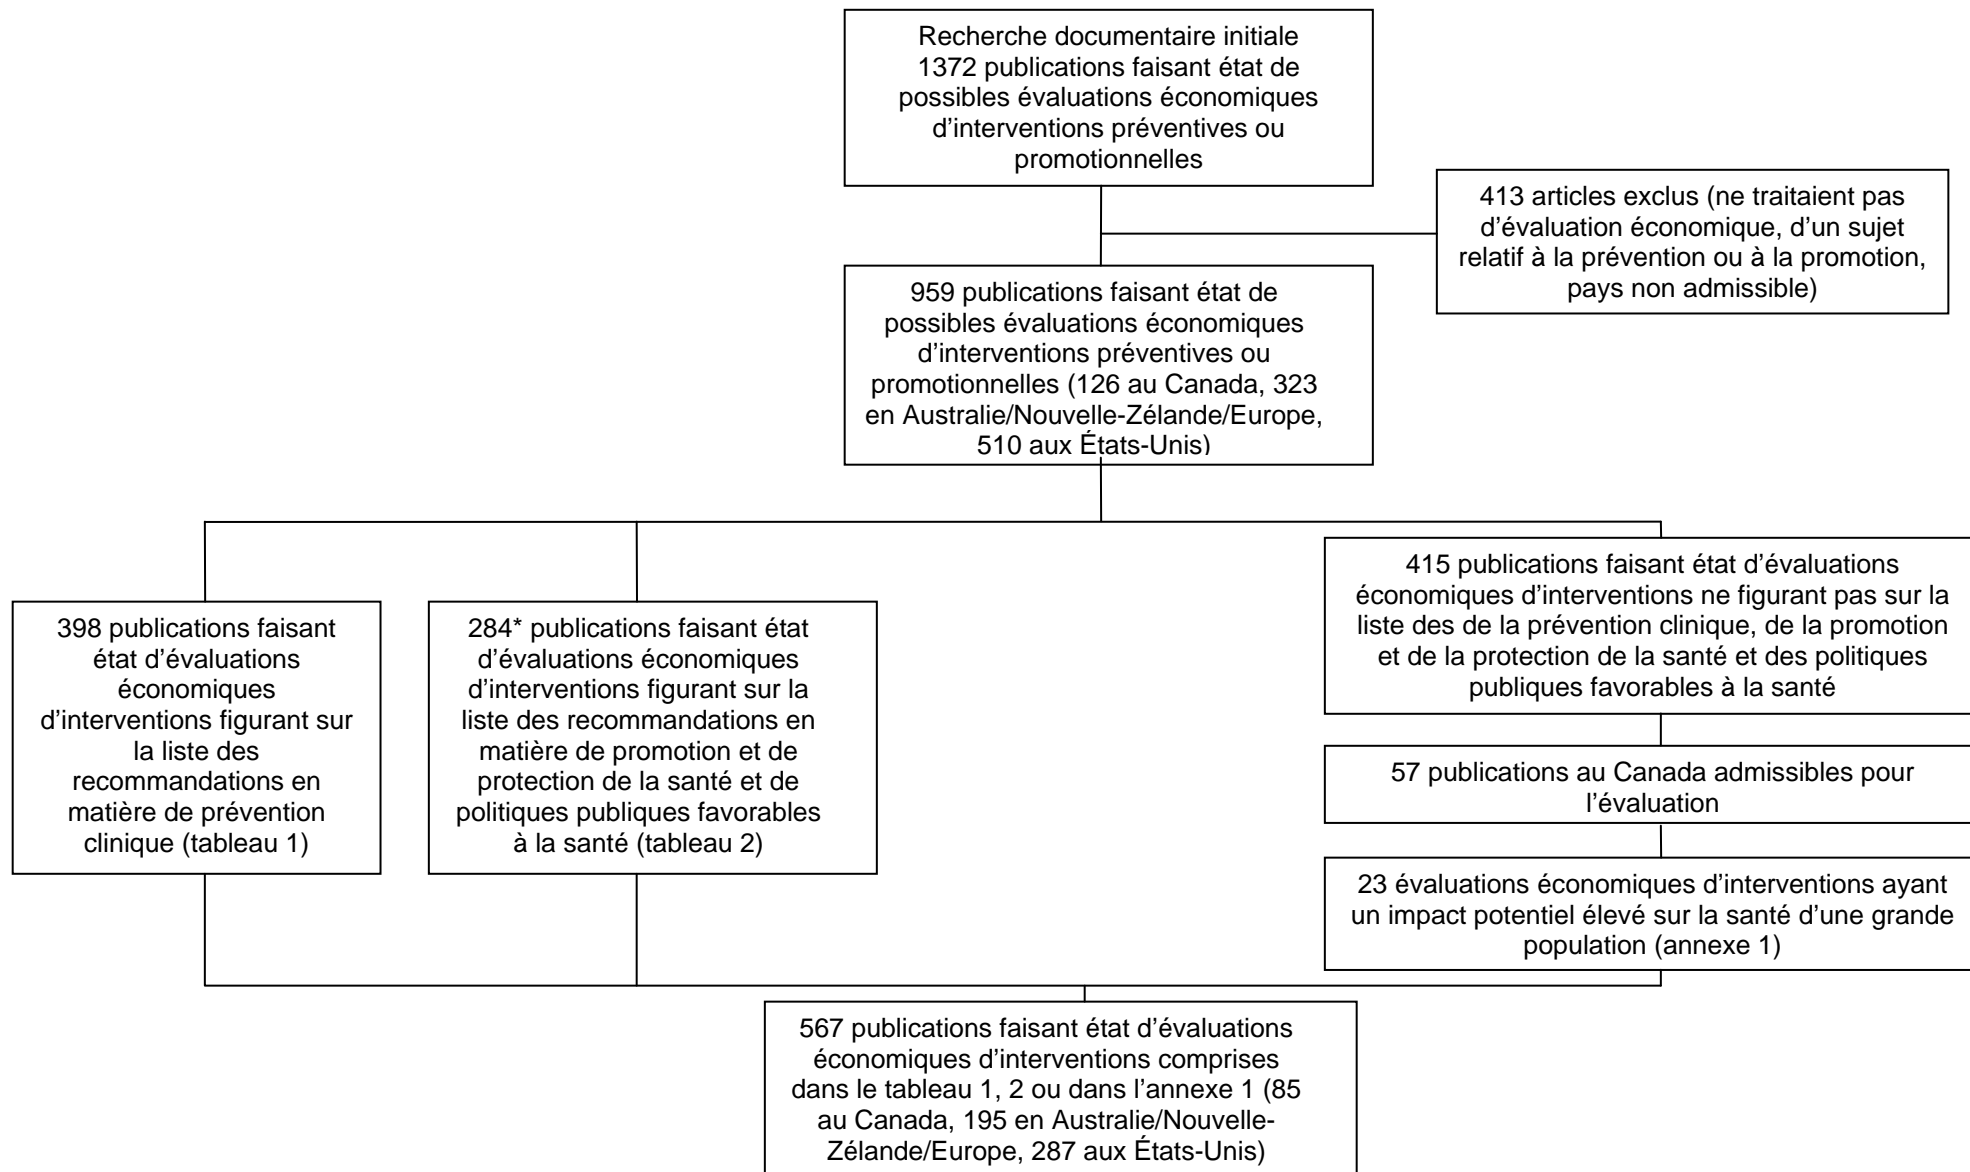 Recherche documentaire initiale
1372 publications faisant état de
possibles évaluations économiques
d’interventions préventives ou
promotionnelles
413 articles exclus (ne traitaient pas
d’évaluation économique, d’un sujet
relatif à la prévention ou à la promotion,
pays non admissible)
959 publications faisant état de
possibles évaluations économiques
d’interventions préventives ou
promotionnelles (126 au Canada, 323
en Australie/Nouvelle-Zélande/Europe,
510 aux États-Unis)
398 publications faisant
état d’évaluations
économiques
d’interventions figurant sur
la liste des
recommandations en
matière de prévention
clinique (tableau 1)
284* publications faisant état
d’évaluations économiques
d’interventions figurant sur la
liste des recommandations en
matière de promotion et de
protection de la santé et de
politiques publiques favorables
à la santé (tableau 2)
415 publications faisant état d’évaluations
économiques d’interventions ne figurant pas sur la
liste des de la prévention clinique, de la promotion
et de la protection de la santé et des politiques
publiques favorables à la santé
57 publications au Canada admissibles pour
l’évaluation
23 évaluations économiques d’interventions ayant
un impact potentiel élevé sur la santé d’une grande
population (annexe 1)
567 publications faisant état d’évaluations
économiques d’interventions comprises
dans le tableau 1, 2 ou dans l’annexe 1 (85
au Canada, 195 en Australie/Nouvelle-
Zélande/Europe, 287 aux États-Unis)